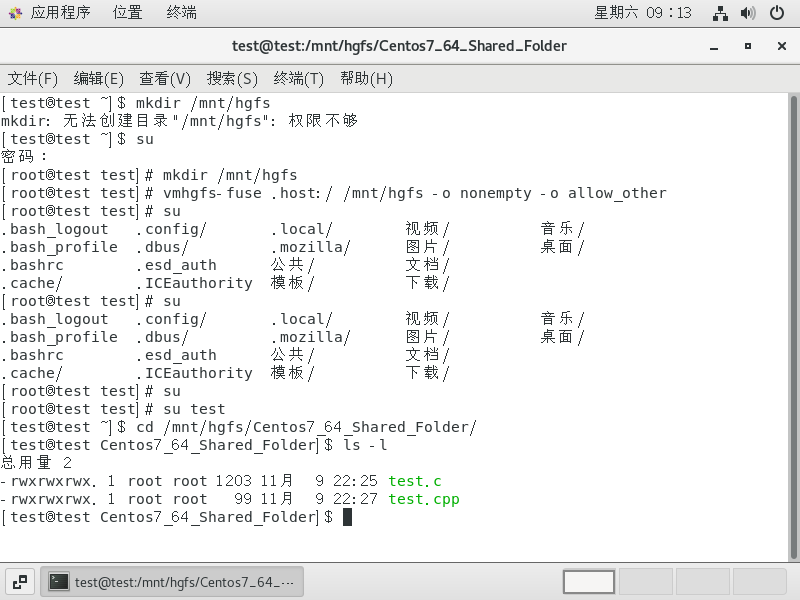 应用程序 位置 终端 星期六 09：13
test@test:/mnt/hgfs/Centos7_64_Shared_Folder
文件(F) 编辑(E) 查看(V) 搜索(S) 终端(T) 帮助(H)
[test@test ~]$ mkdir /mnt/hgfs
mkdir: 无法创建目录"/mnt/hgfs": 权限不够
[test@test ~]$ su
密码：
[root@test test]# mkdir /mnt/hgfs
[root@test test]# vmhgfs-fuse .host:/ /mnt/hgfs -o nonempty -o allow_other
[root@test test]# su
.bash_logout .config/ .local/ 视频/ 音乐/
.bash_profile .dbus/ .mozilla/ 图片/ 桌面/
.bashrc .esd_auth 公共/ 文档/
.cache/ .ICEauthority 模板/ 下载/
[root@test test]# su
.bash_logout .config/ .local/ 视频/ 音乐/
.bash_profile .dbus/ .mozilla/ 图片/ 桌面/
.bashrc .esd_auth 公共/ 文档/
.cache/ .ICEauthority 模板/ 下载/
[root@test test]# su
[root@test test]# su test
[test@test ~]$ cd /mnt/hgfs/Centos7_64_Shared_Folder/
[test@test Centos7_64_Shared_Folder]$ ls -l
总用量 2
-rwxrwxrwx. 1 root root 1203 11月 9 22:25 test.c
-rwxrwxrwx. 1 root root 99 11月 9 22:27 test.cpp
[test@test Centos7_64_Shared_Folder]$
test@test:/mnt/hgfs/Centos7_64_···